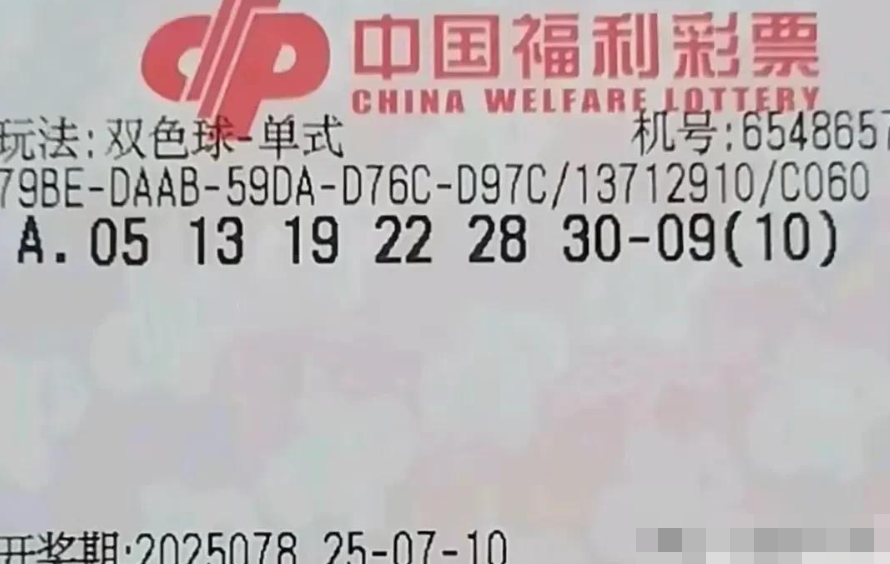 中国福利彩票
CHINA WELFARE LOTTERY
玩法:双色球-单式 机号:6548657
79BE-DAAB-59DA-D76C-D97C/13712910/C060
A. 05 13 19 22 28 30-09(10)
开奖期:2025078 25-07-10